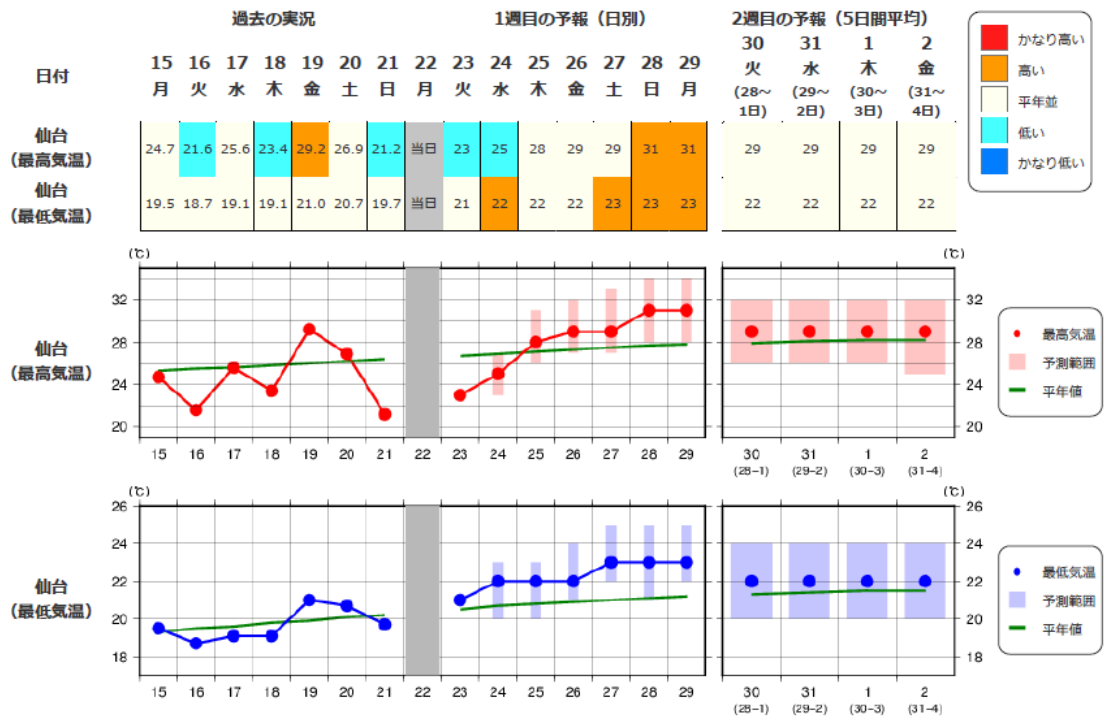 過去の実況 1週目の予報（日別） 2週目の予報（5日間平均）
日付 15 16 17 18 19 20 21 22 23 24 25 26 27 28 29 30 31 1 2
月 火 水 木 金 土 日 月 火 水 木 金 土 日 月 火 水 木 金
(28～1日) (29～2日) (30～3日) (31～4日)
仙台（最高気温） 24.7 21.6 25.6 23.4 29.2 26.9 21.2 当日 23 25 28 29 29 31 31 29 29 29 29
仙台（最低気温） 19.5 18.7 19.1 19.1 21.0 20.7 19.7 当日 21 22 22 22 23 23 23 22 22 22 22
かなり高い
高い
平年並
低い
かなり低い
(℃) (℃)
32 32
28 28
24 24
20 20
仙台
（最高気温）
15 16 17 18 19 20 21 22 23 24 25 26 27 28 29 30 31 1 2
(28-1) (29-2) (30-3) (31-4)
最高気温
予測範囲
平年値
(℃) (℃)
26 26
24 24
22 22
20 20
18 18
仙台
（最低気温）
15 16 17 18 19 20 21 22 23 24 25 26 27 28 29 30 31 1 2
(28-1) (29-2) (30-3) (31-4)
最低気温
予測範囲
平年値